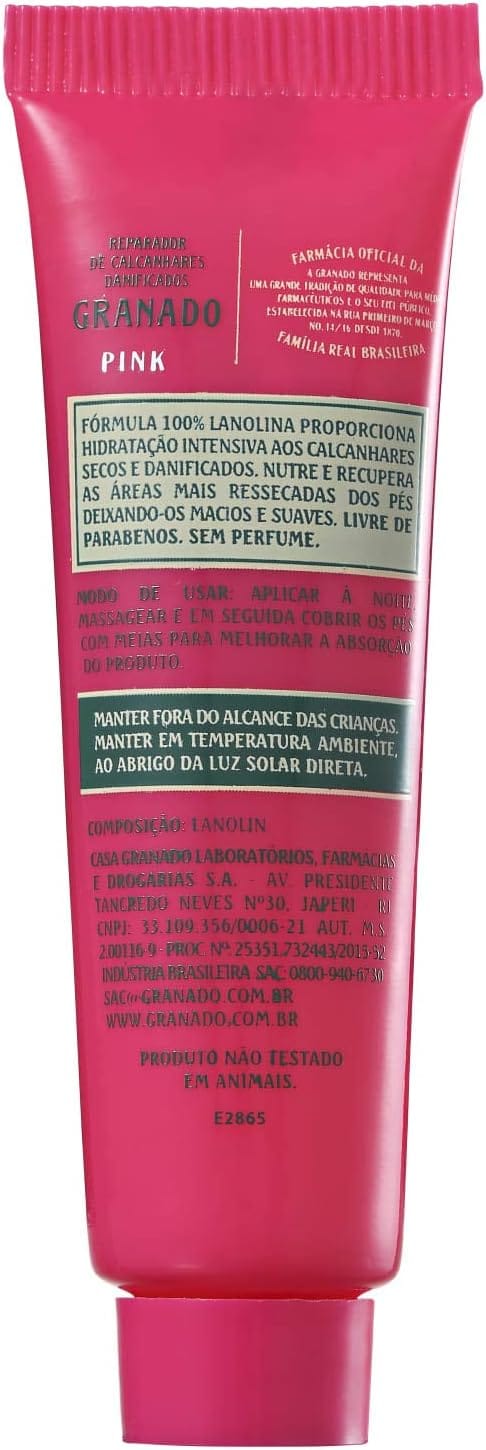 REPARADOR
DE CALCANHARES
DANIFICADOS
GRANADO
PINK
FARMÁCIA OFICIAL DA
A GRANADO REPRESENTA
UMA GRANDE TRADIÇÃO DE QUALIDADE PARA
FARMACÊUTICOS E O SEU FIEL PÚBLICO.
ESTABELECIDA NA RUA PRIMEIRO DE MARÇO
NO. 14/16 DESDE 1870.
FAMÍLIA REAL BRASILEIRA
FÓRMULA 100% LANOLINA PROPORCIONA
HIDRATAÇÃO INTENSIVA AOS CALCANHARES
SECOS E DANIFICADOS. NUTRE E RECUPERA
AS ÁREAS MAIS RESSECADAS DOS PÉS
DEIXANDO-OS MACIOS E SUAVES. LIVRE DE
PARABENOS. SEM PERFUME.
MODO DE USAR: APLICAR À NOITE,
MASSAGEAR E EM SEGUIDA COBRIR OS PÉS
COM MEIAS PARA MELHORAR A ABSORÇÃO
DO PRODUTO.
MANTER FORA DO ALCANCE DAS CRIANÇAS.
MANTER EM TEMPERATURA AMBIENTE,
AO ABRIGO DA LUZ SOLAR DIRETA.
COMPOSIÇÃO: LANOLIN
CASA GRANADO LABORATÓRIOS, FARMÁCIAS
E DROGARIAS S.A. - AV. PRESIDENTE
TANCREDO NEVES Nº30, JAPERI RJ
CNPJ: 33.109.356/0006-21 AUT. M.S.
2.00116-9 - PROC. Nº. 25351.732443/2015-52
INDÚSTRIA BRASILEIRA SAC: 0800-940-6730
SAC@GRANADO.COM.BR
WWW.GRANADO.COM.BR
PRODUTO NÃO TESTADO
EM ANIMAIS.
E2865